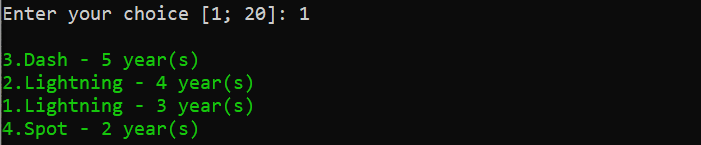 Enter your choice [1; 20]: 1
3.Dash - 5 year(s)
2.Lightning - 4 year(s)
1.Lightning - 3 year(s)
4.Spot - 2 year(s)